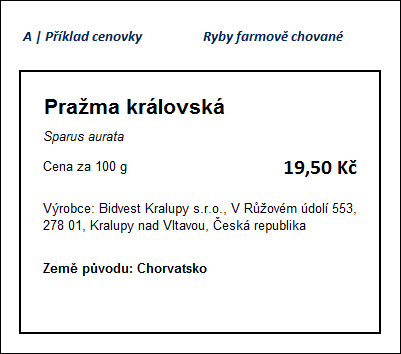 A | Příklad cenovky Ryby farmově chované
Pražma královská
Sparus aurata
Cena za 100 g 19,50 Kč
Výrobce: Bidvest Kralupy s.r.o., V Růžovém údolí 553,
278 01, Kralupy nad Vltavou, Česká republika
Země původu: Chorvatsko